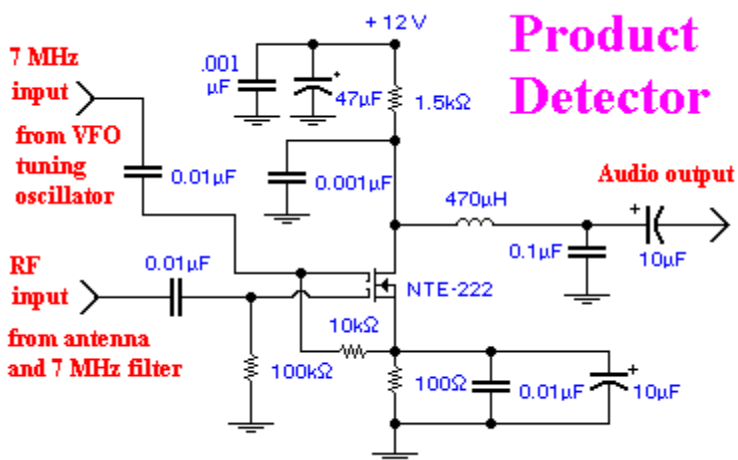 + 12 V
Product
Detector
7 MHz
input
from VFO
tuning
oscillator
.001
µF
47µF
+
1.5kΩ
0.01µF
0.001µF
470µH
Audio output
+
0.1µF
10µF
RF
input
from antenna
and 7 MHz filter
0.01µF
NTE-222
10kΩ
100kΩ
100Ω
0.01µF
+
10µF